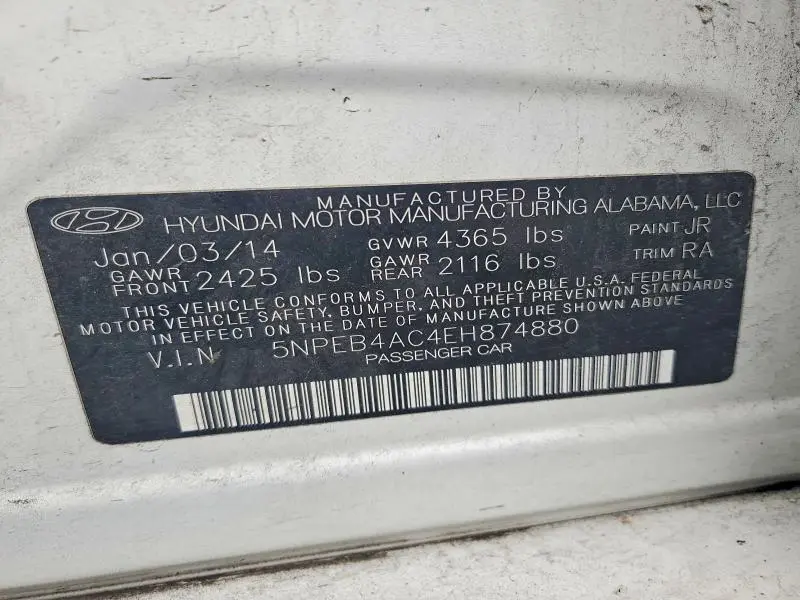 MANUFACTURED BY
HYUNDAI MOTOR MANUFACTURING ALABAMA, LLC
Jan/03/14 GVWR 4365 lbs PAINT JR
GAWR FRONT 2425 lbs GAWR REAR 2116 lbs TRIM RA
THIS VEHICLE CONFORMS TO ALL APPLICABLE U.S.A. FEDERAL
MOTOR VEHICLE SAFETY, BUMPER, AND THEFT PREVENTION STANDARDS
IN EFFECT ON THE DATE OF MANUFACTURE SHOWN ABOVE
V.I.N 5NPEB4AC4EH874880
PASSENGER CAR